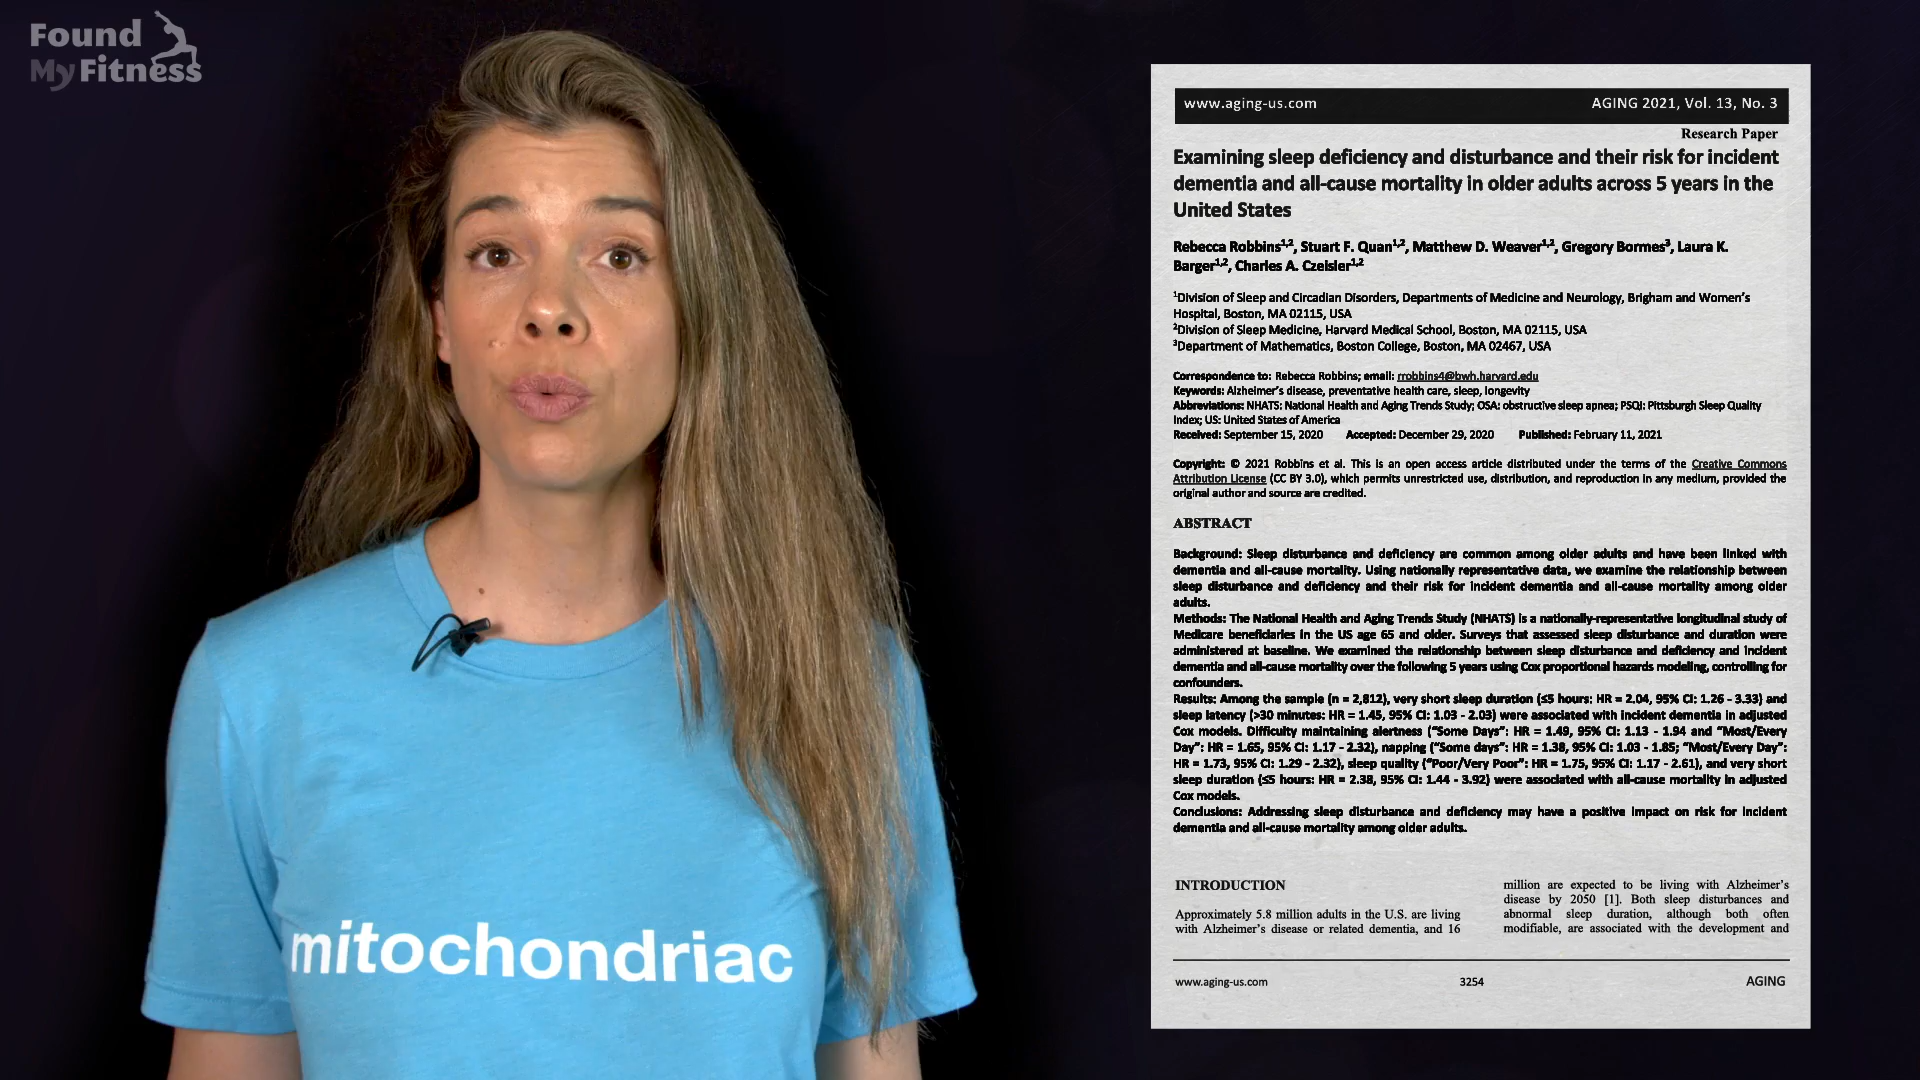 Found
My Fitness
mitochondriac
www.aging-us.com AGING 2021, Vol. 13, No. 3
Research Paper
Examining sleep deficiency and disturbance and their risk for incident
dementia and all-cause mortality in older adults across 5 years in the
United States
Rebecca Robbins1,2, Stuart F. Quan1,2, Matthew D. Weaver1,2, Gregory Bormes3, Laura K.
Barger1,2, Charles A. Czeisler1,2
1Division of Sleep and Circadian Disorders, Departments of Medicine and Neurology, Brigham and Women's
Hospital, Boston, MA 02115, USA
2Division of Sleep Medicine, Harvard Medical School, Boston, MA 02115, USA
3Department of Mathematics, Boston College, Boston, MA 02467, USA
Correspondence to: Rebecca Robbins; email: rrobbins4@bwh.harvard.edu
Keywords: Alzheimer's disease, preventative health care, sleep, longevity
Abbreviations: NHATS: National Health and Aging Trends Study; OSA: obstructive sleep apnea; PSQI: Pittsburgh Sleep Quality
Index; US: United States of America
Received: September 15, 2020 Accepted: December 29, 2020 Published: February 11, 2021
Copyright: © 2021 Robbins et al. This is an open access article distributed under the terms of the Creative Commons
Attribution License (CC BY 3.0), which permits unrestricted use, distribution, and reproduction in any medium, provided the
original author and source are credited.
ABSTRACT
Background: Sleep disturbance and deficiency are common among older adults and have been linked with
dementia and all-cause mortality. Using nationally representative data, we examine the relationship between
sleep disturbance and deficiency and their risk for incident dementia and all-cause mortality among older
adults.
Methods: The National Health and Aging Trends Study (NHATS) is a nationally-representative longitudinal study of
Medicare beneficiaries in the US age 65 and older. Surveys that assessed sleep disturbance and duration were
administered at baseline. We examined the relationship between sleep disturbance and deficiency and incident
dementia and all-cause mortality over the following 5 years using Cox proportional hazards modeling, controlling for
confounders.
Results: Among the sample (n = 2,812), very short sleep duration (≤5 hours: HR = 2.04, 95% CI: 1.26 - 3.33) and
sleep latency (>30 minutes: HR = 1.45, 95% CI: 1.03 - 2.03) were associated with incident dementia in adjusted
Cox models. Difficulty maintaining alertness ("Some Days": HR = 1.49, 95% CI: 1.13 - 1.94 and "Most/Every
Day": HR = 1.65, 95% CI: 1.17 - 2.32), napping ("Some days": HR = 1.38, 95% CI: 1.03 - 1.85; "Most/Every Day":
HR = 1.73, 95% CI: 1.29 - 2.32), sleep quality ("Poor/Very Poor": HR = 1.75, 95% CI: 1.17 - 2.61), and very short
sleep duration (≤5 hours: HR = 2.38, 95% CI: 1.44 - 3.92) were associated with all-cause mortality in adjusted
Cox models.
Conclusions: Addressing sleep disturbance and deficiency may have a positive impact on risk for incident
dementia and all-cause mortality among older adults.
INTRODUCTION
Approximately 5.8 million adults in the U.S. are living
with Alzheimer's disease or related dementia, and 16
million are expected to be living with Alzheimer's
disease by 2050 [1]. Both sleep disturbances and
abnormal sleep duration, although both often
modifiable, are associated with the development and
www.aging-us.com 3254 AGING